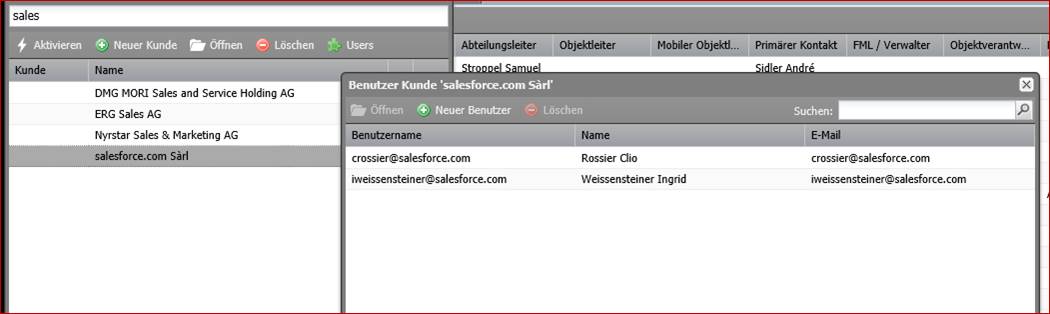 sales
Aktivieren Neuer Kunde Öffnen Löschen Users
Kunde Name
DMG MORI Sales and Service Holding AG
ERG Sales AG
Nyrstar Sales & Marketing AG
salesforce.com Sàrl
Abteilungsleiter Objektleiter Mobiler Objektl... Primärer Kontakt FML / Verwalter Objektverantw...
Stroppel Samuel Sidler André
Benutzer Kunde 'salesforce.com Sàrl'
Öffnen Neuer Benutzer Löschen Suchen:
Benutzername Name E-Mail
crossier@salesforce.com Rossier Clio crossier@salesforce.com
iweissensteiner@salesforce.com Weissensteiner Ingrid iweissensteiner@salesforce.com